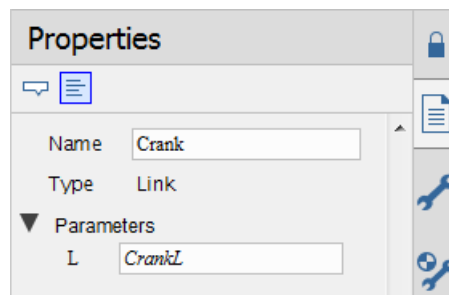 Properties
Name Crank
Type Link
Parameters
L CrankL